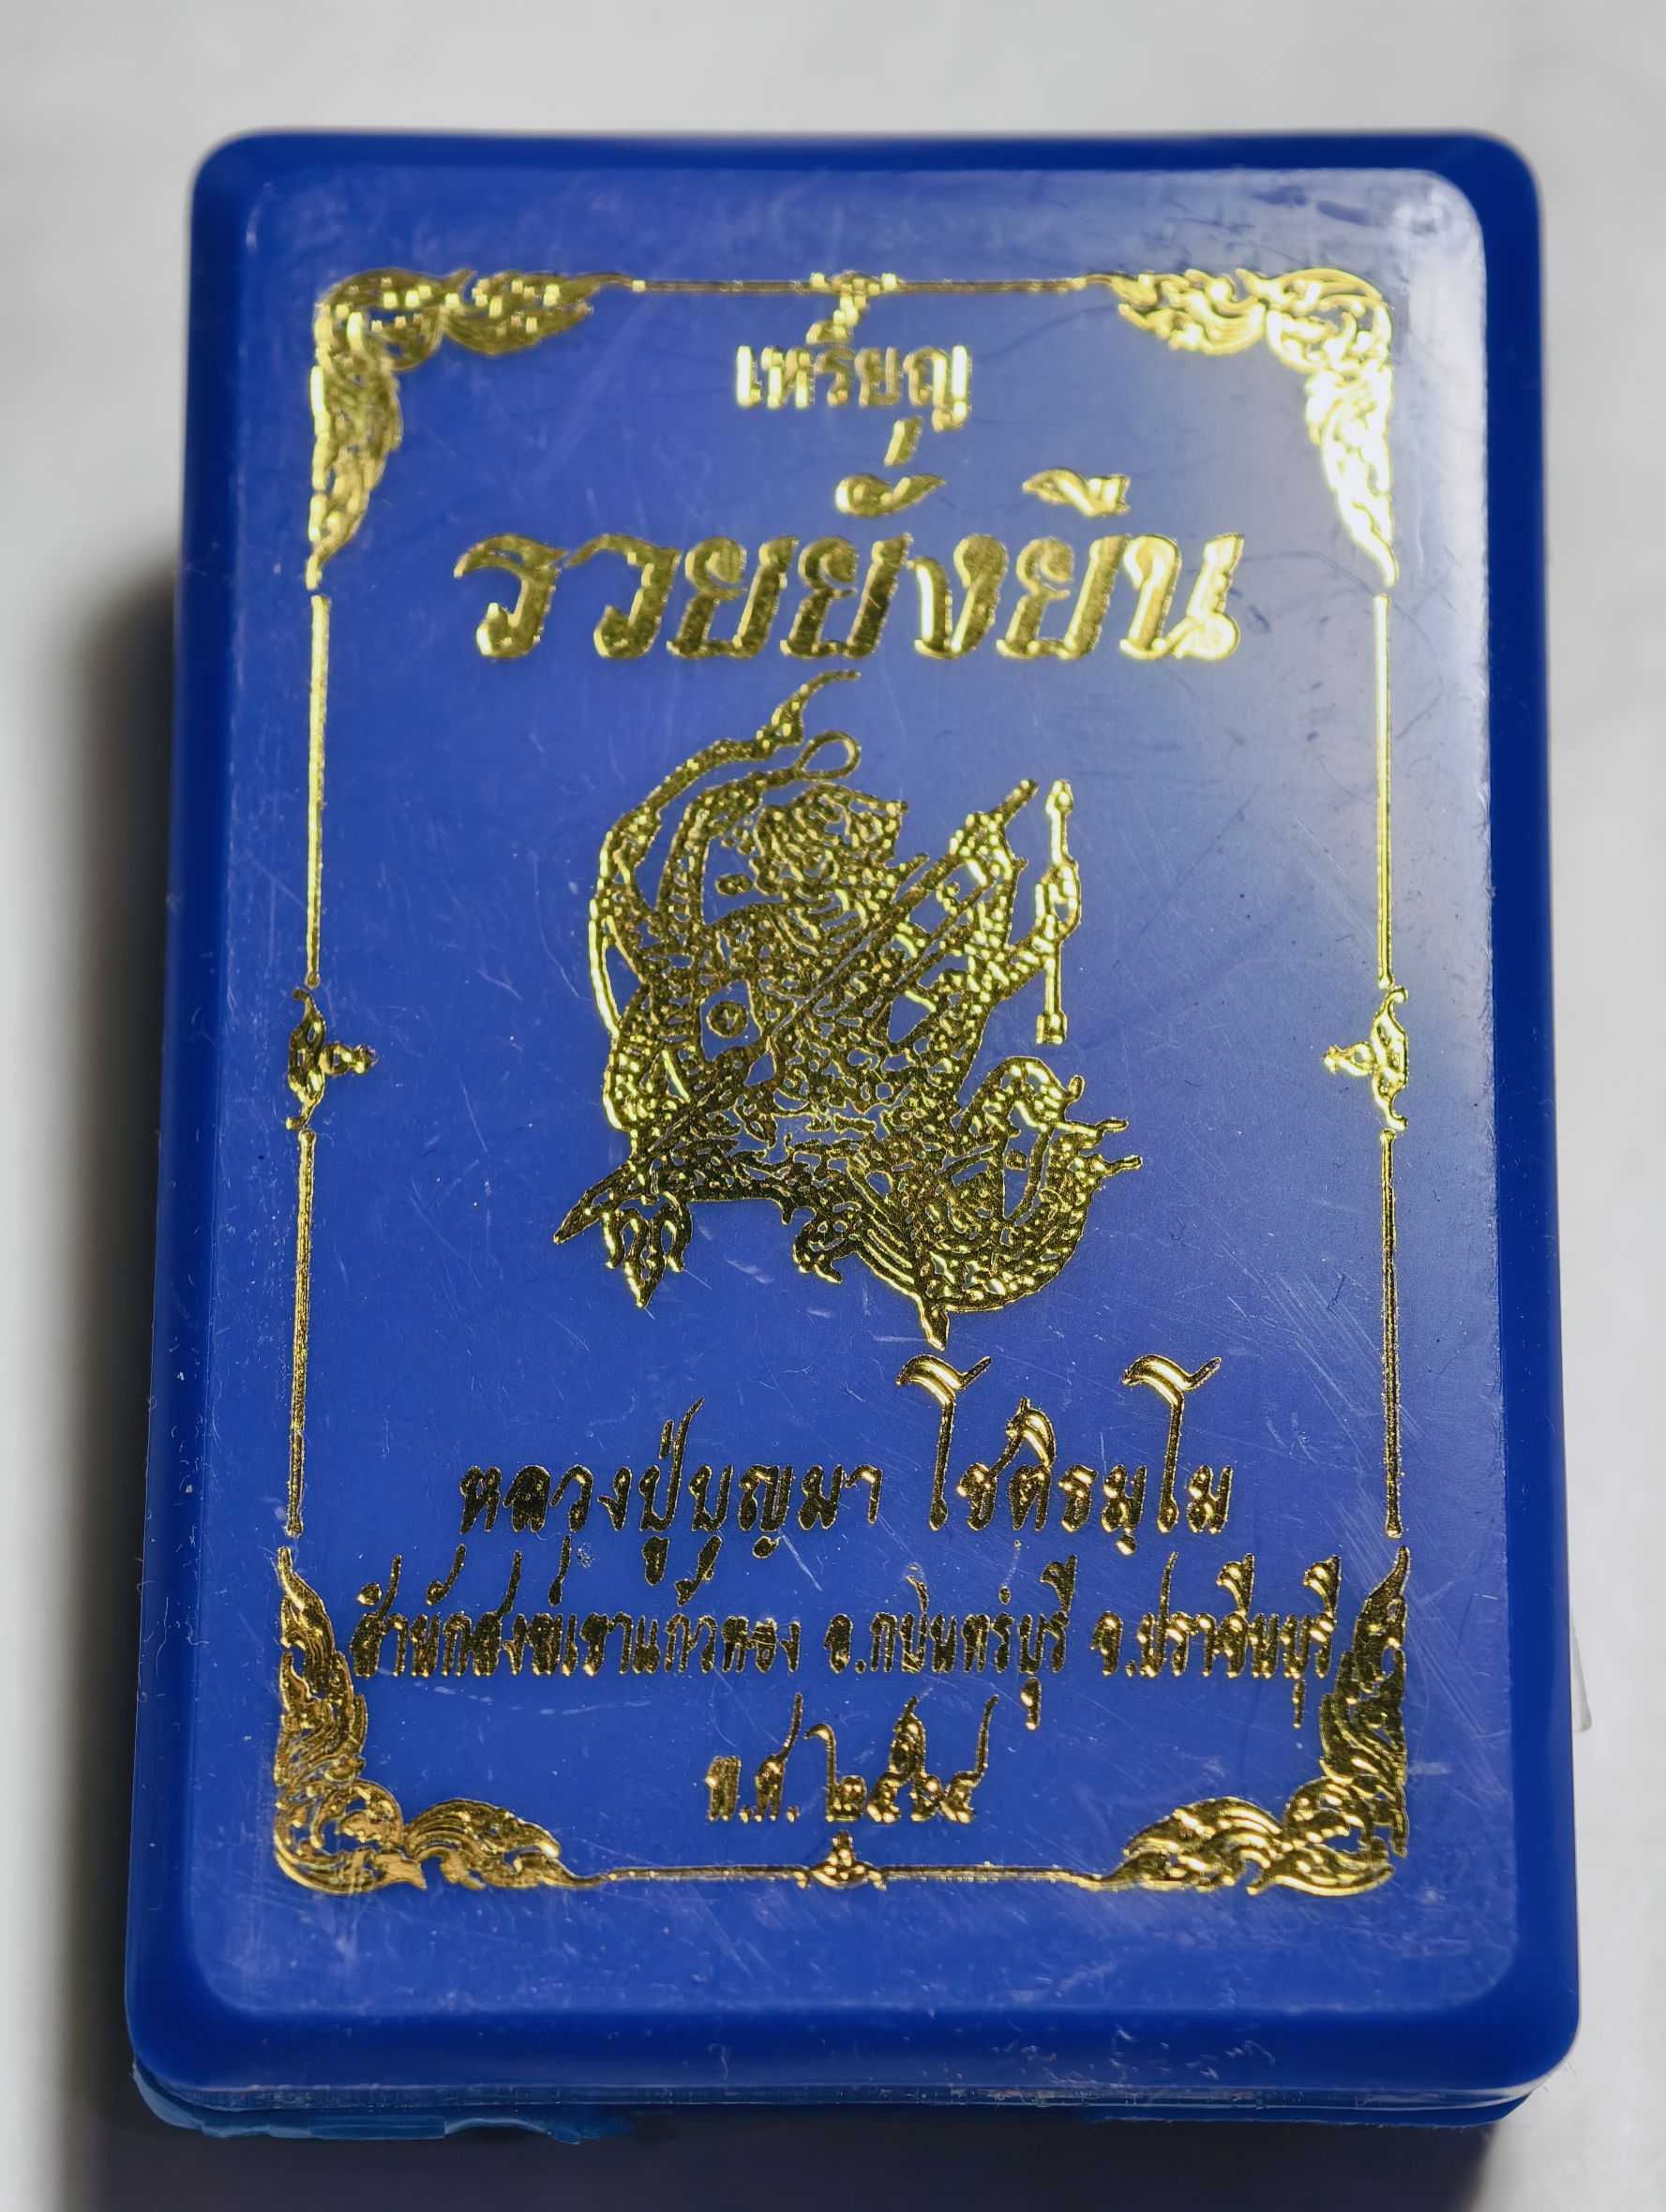 เหรียญ
รวยยั่งยืน
หลวงปู่บุญมา โชติธมฺโม
สำนักสงฆ์เขาแก้วทอง อ.กบินทร์บุรี จ.ปราจีนบุรี
พ.ศ. ๒๕๖๔